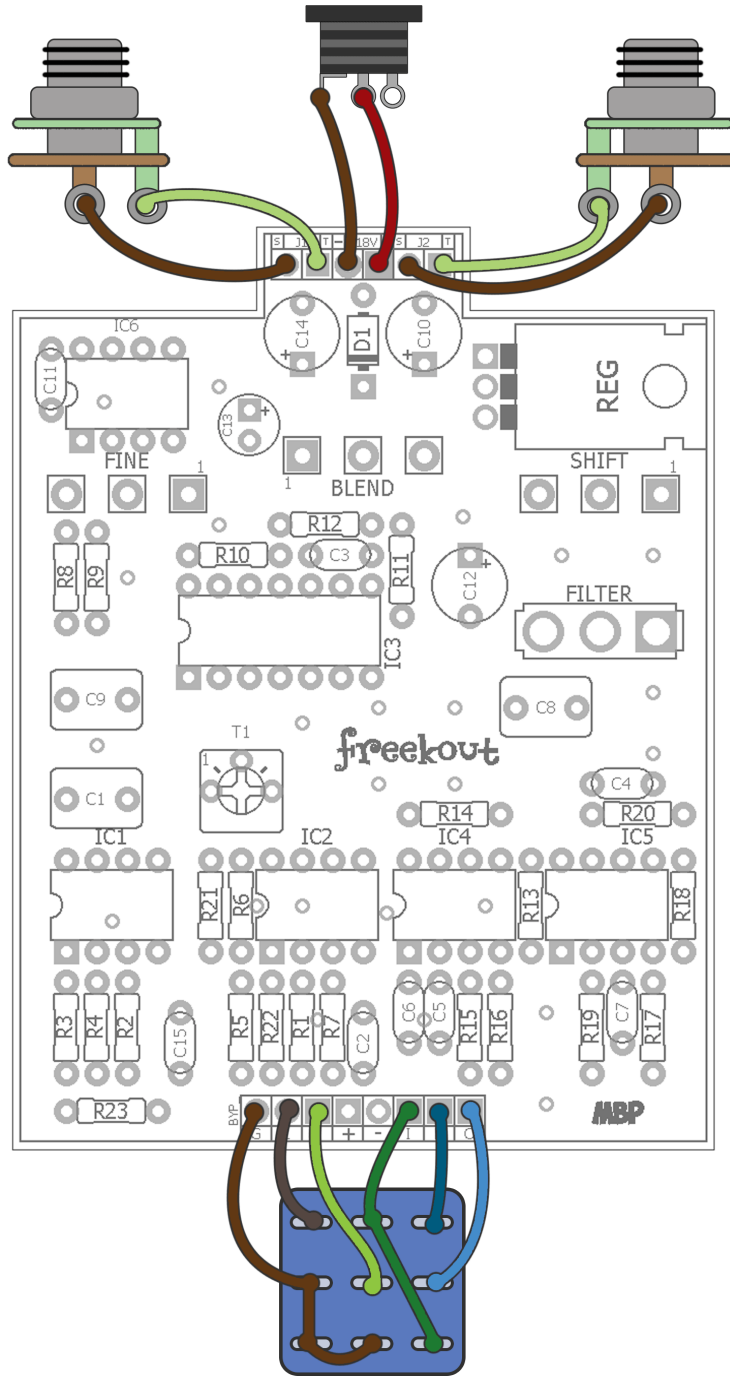 S J1 T - 18V S J2 T
C14 D1 C10
+ +
IC6
C11
REG
C13 +
FINE 1
1 BLEND
SHIFT 1
R12
R10 C3 R11
R8 R9
C12 +
FILTER
IC3
C9
C8
T1
1
freekout
C1
C4
R14 R20
IC1 IC2 IC4 IC5
R21 R6 R13 R18
R3 R4 R2 C15 R5 R22 R1 R7 C2 C6 C5 R15 R16 R19 C7 R17
R23
BYP
G + - I O
MBP